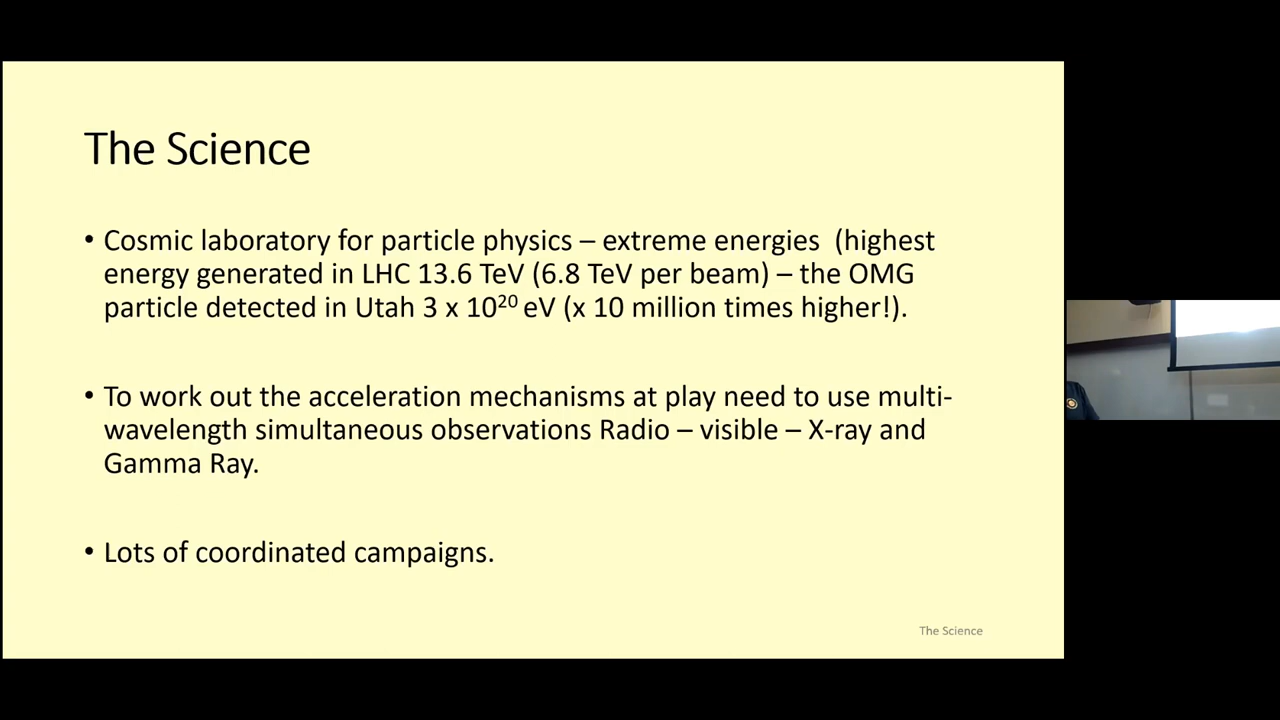 The Science
• Cosmic laboratory for particle physics – extreme energies  (highest
energy generated in LHC 13.6 TeV (6.8 TeV per beam) – the OMG
particle detected in Utah 3 x 10²⁰ eV (x 10 million times higher!).
• To work out the acceleration mechanisms at play need to use multi-
wavelength simultaneous observations Radio – visible – X-ray and
Gamma Ray.
• Lots of coordinated campaigns.
The Science